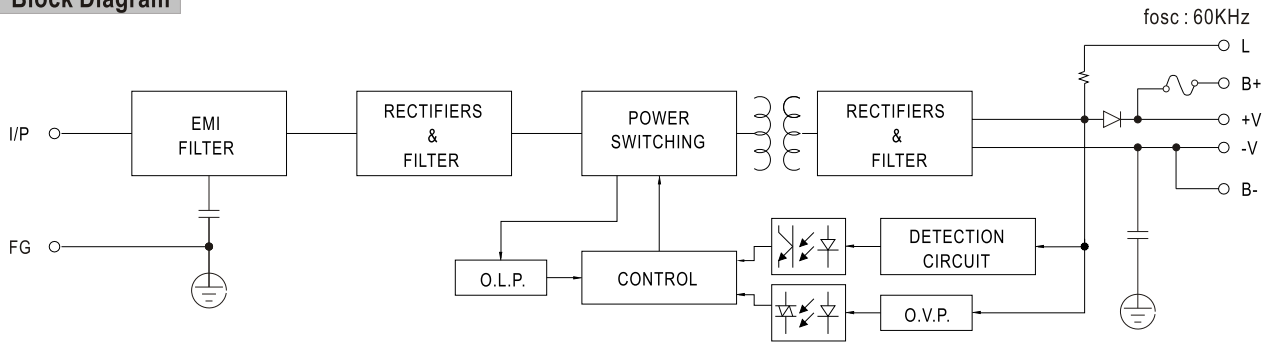 Block Diagram
fosc : 60KHz
L
B+
+V
-V
B-
I/P
FG
EMI
FILTER
RECTIFIERS
&
FILTER
POWER
SWITCHING
RECTIFIERS
&
FILTER
O.L.P.
CONTROL
DETECTION
CIRCUIT
O.V.P.